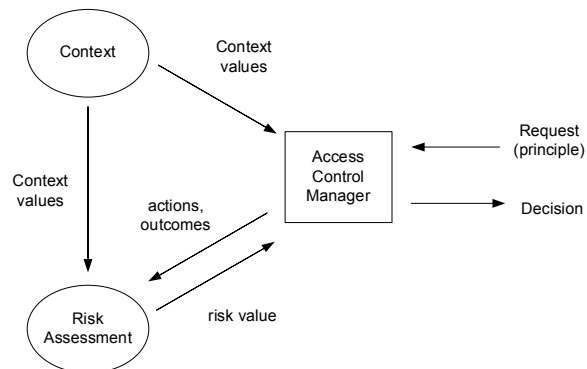 Context
Context
values
Request
(principle)
Access
Control
Manager
Context
values
actions,
outcomes
Decision
Risk
Assessment
risk value